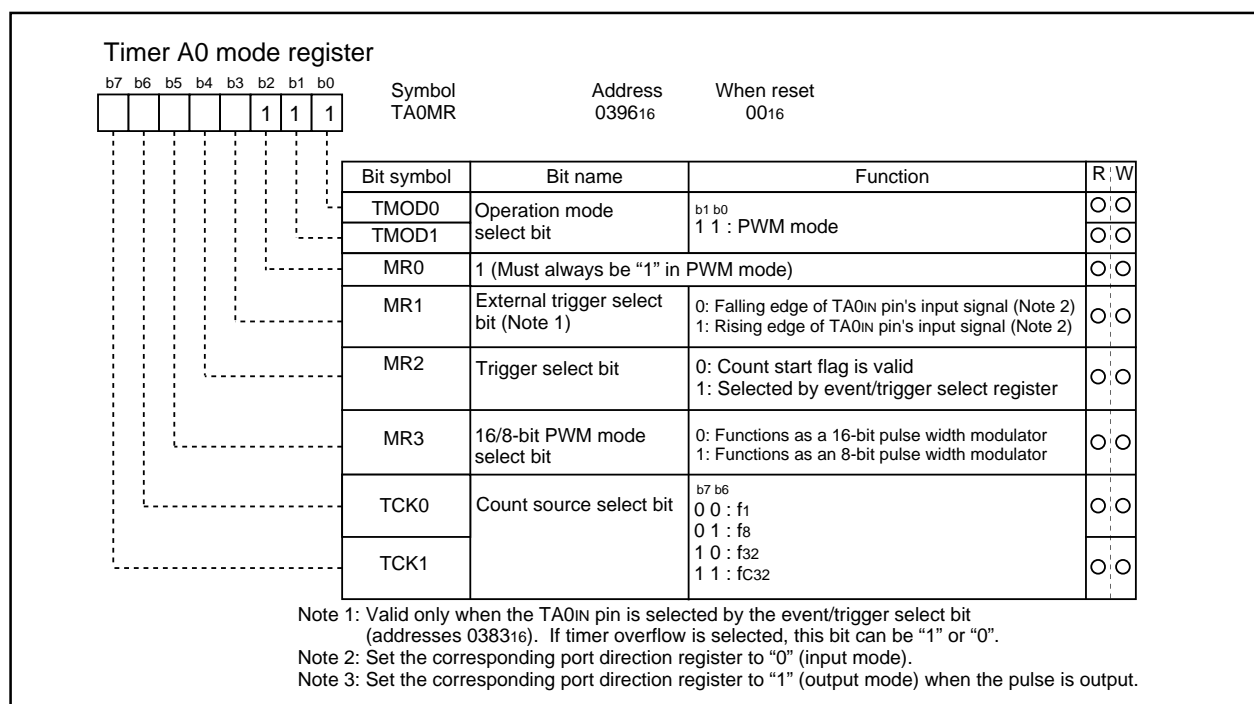 Timer A0 mode register
b7 b6 b5 b4 b3 b2 b1 b0
1 1 1
Symbol Address When reset
TA0MR 039616 0016
Bit symbol Bit name Function R W
TMOD0
TMOD1
Operation mode
select bit
b1 b0
1 1 : PWM mode
MR0 1 (Must always be “1” in PWM mode)
MR1 External trigger select
bit (Note 1)
0: Falling edge of TA0IN pin's input signal (Note 2)
1: Rising edge of TA0IN pin's input signal (Note 2)
MR2 Trigger select bit
0: Count start flag is valid
1: Selected by event/trigger select register
MR3 16/8-bit PWM mode
select bit
0: Functions as a 16-bit pulse width modulator
1: Functions as an 8-bit pulse width modulator
TCK0 Count source select bit
b7 b6
0 0 : f1
0 1 : f8
1 0 : f32
1 1 : fC32
TCK1
Note 1: Valid only when the TA0IN pin is selected by the event/trigger select bit
(addresses 038316). If timer overflow is selected, this bit can be “1” or “0”.
Note 2: Set the corresponding port direction register to “0” (input mode).
Note 3: Set the corresponding port direction register to “1” (output mode) when the pulse is output.